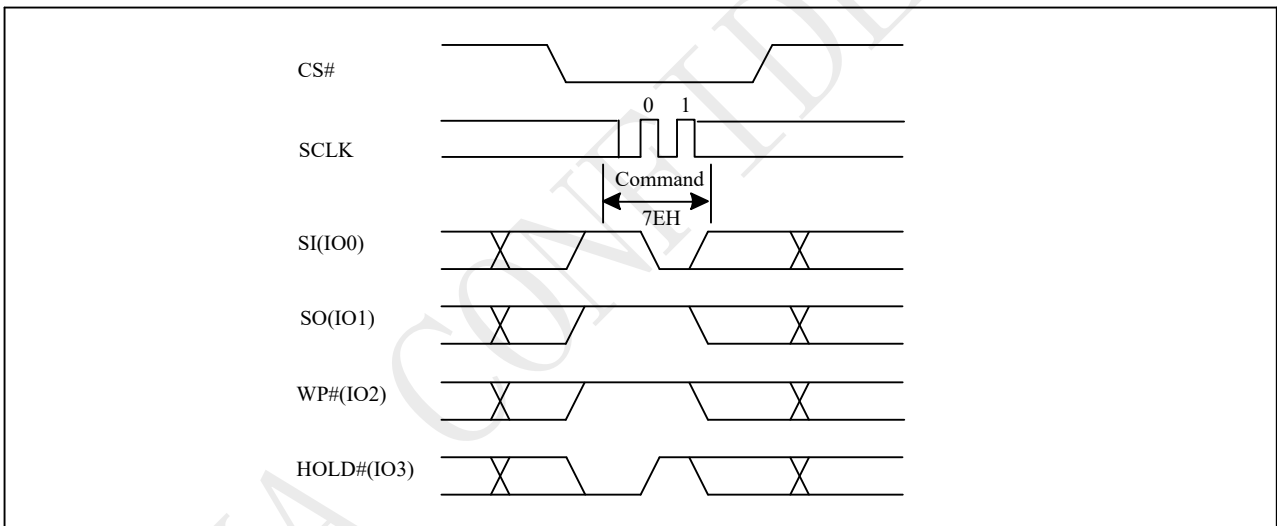 CS#
0 1
SCLK
Command
7EH
SI(IO0)
SO(IO1)
WP#(IO2)
HOLD#(IO3)